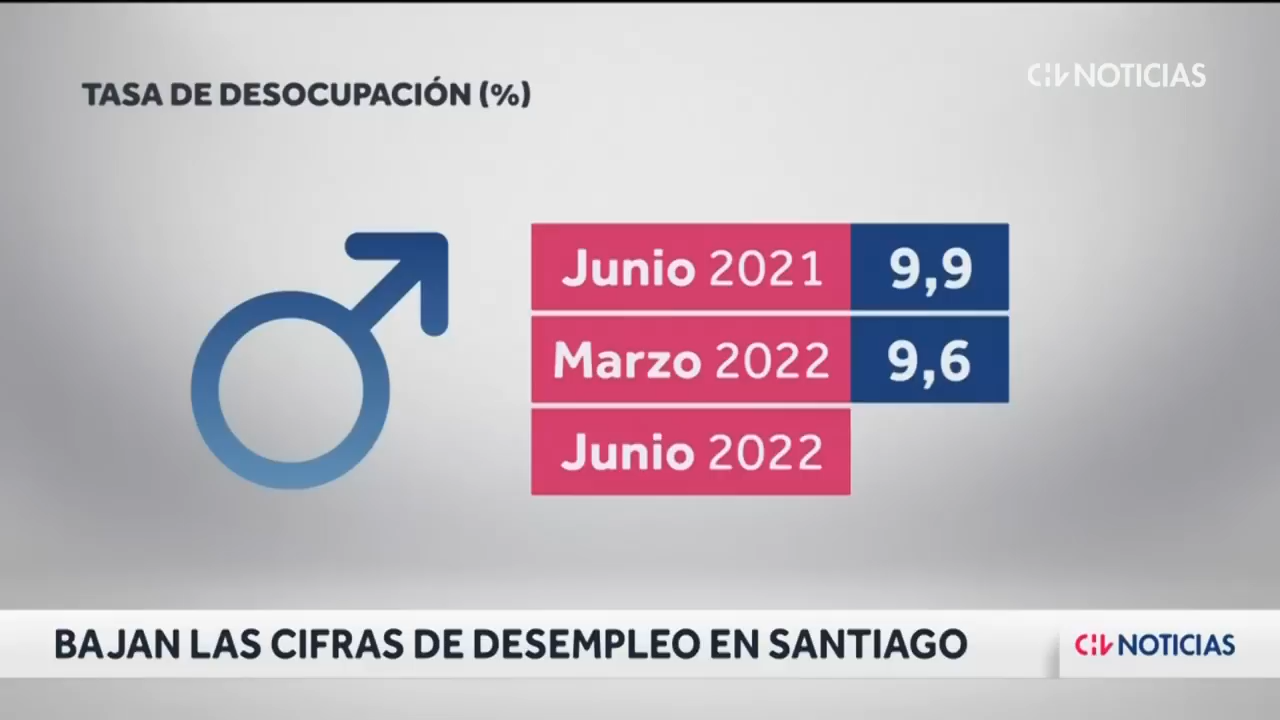 TASA DE DESOCUPACIÓN (%)
CHV NOTICIAS
Junio 2021 9,9
Marzo 2022 9,6
Junio 2022
BAJAN LAS CIFRAS DE DESEMPLEO EN SANTIAGO
CHV NOTICIAS